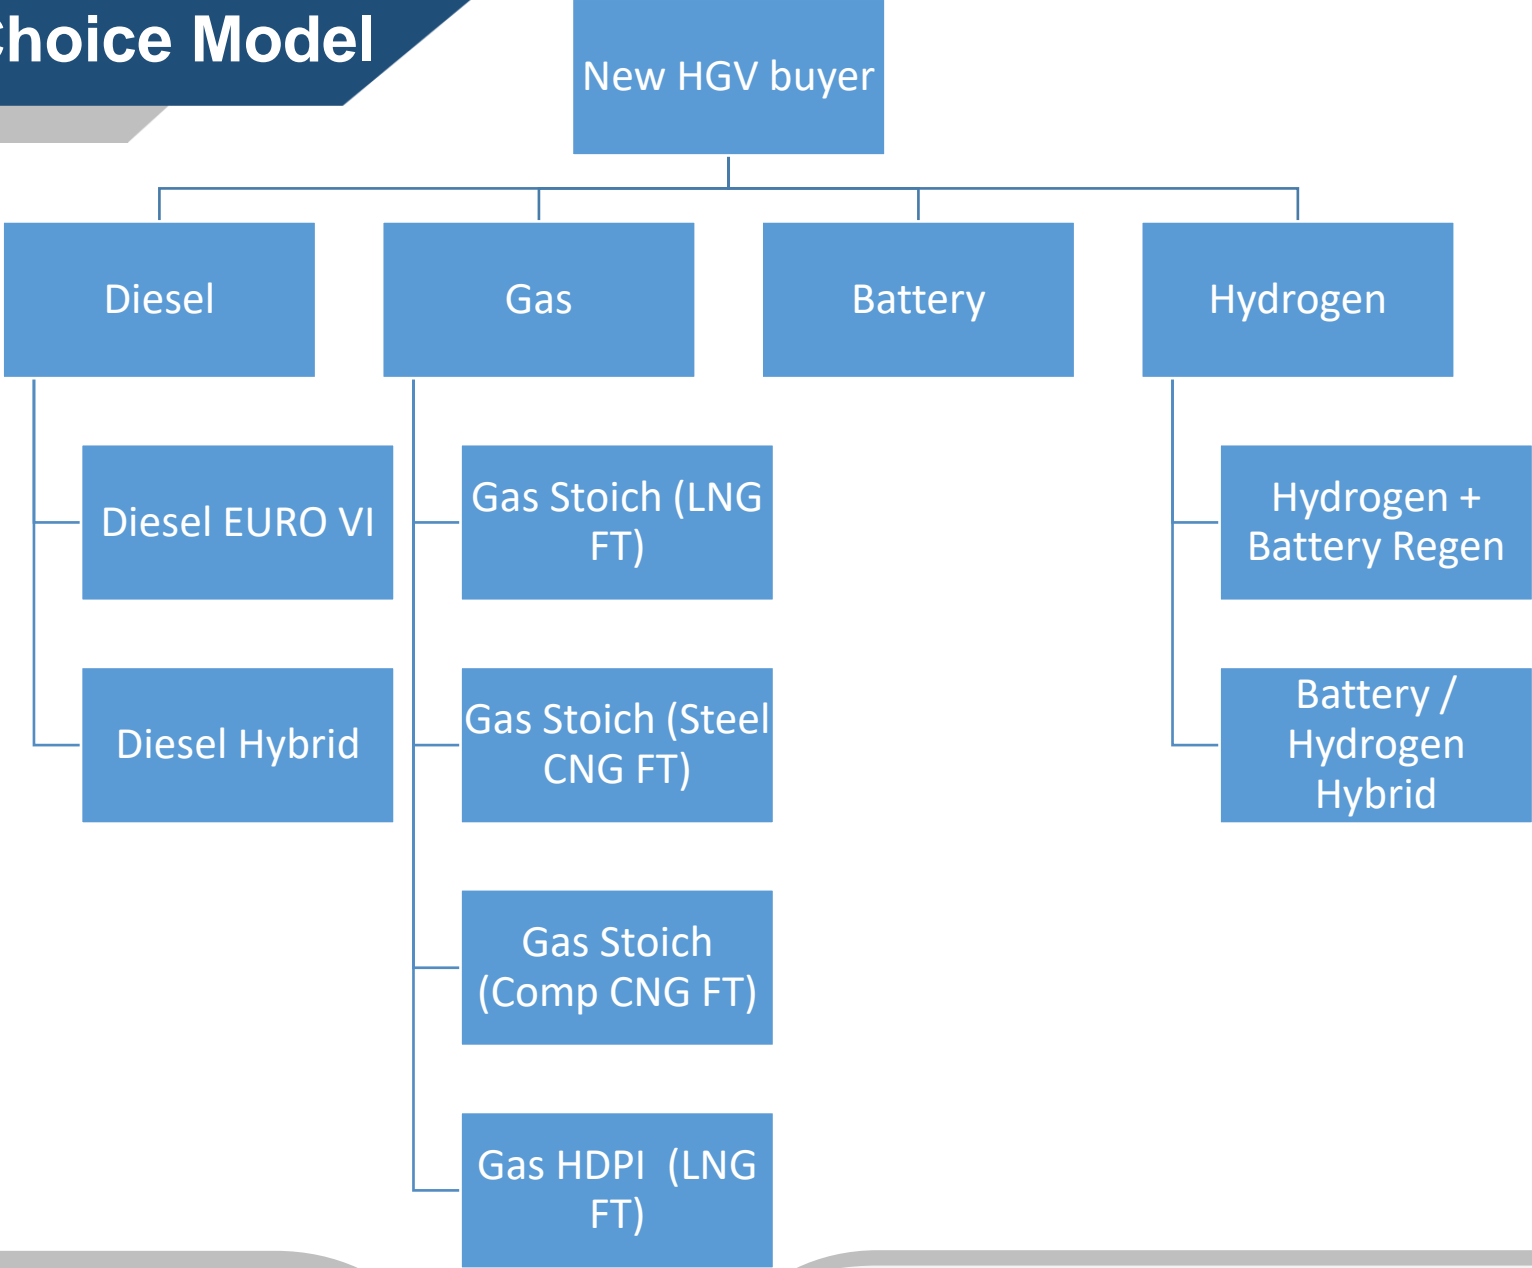 Choice Model
New HGV buyer
Diesel
Gas
Battery
Hydrogen
Diesel EURO VI
Diesel Hybrid
Gas Stoich (LNG
FT)
Gas Stoich (Steel
CNG FT)
Gas Stoich
(Comp CNG FT)
Gas HDPI (LNG
FT)
Hydrogen +
Battery Regen
Battery /
Hydrogen
Hybrid